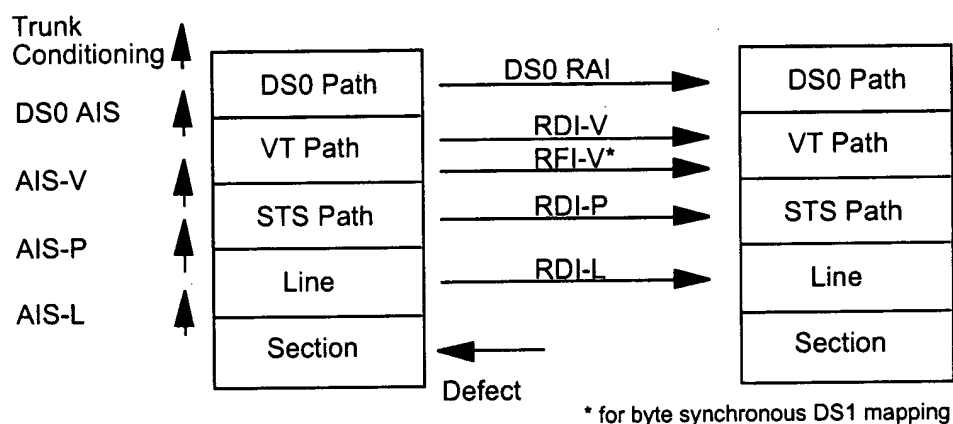 Trunk
Conditioning
DS0 AIS
AIS-V
AIS-P
AIS-L
DS0 Path
VT Path
STS Path
Line
Section
DS0 RAI
RDI-V
RFI-V*
RDI-P
RDI-L
Defect
DS0 Path
VT Path
STS Path
Line
Section
* for byte synchronous DS1 mapping